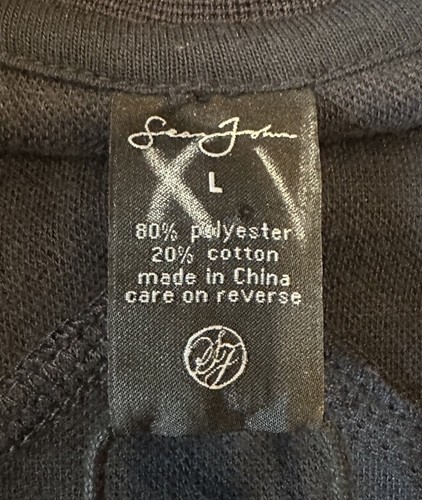 Sean John
L
80% polyester
20% cotton
made in China
care on reverse
SJ